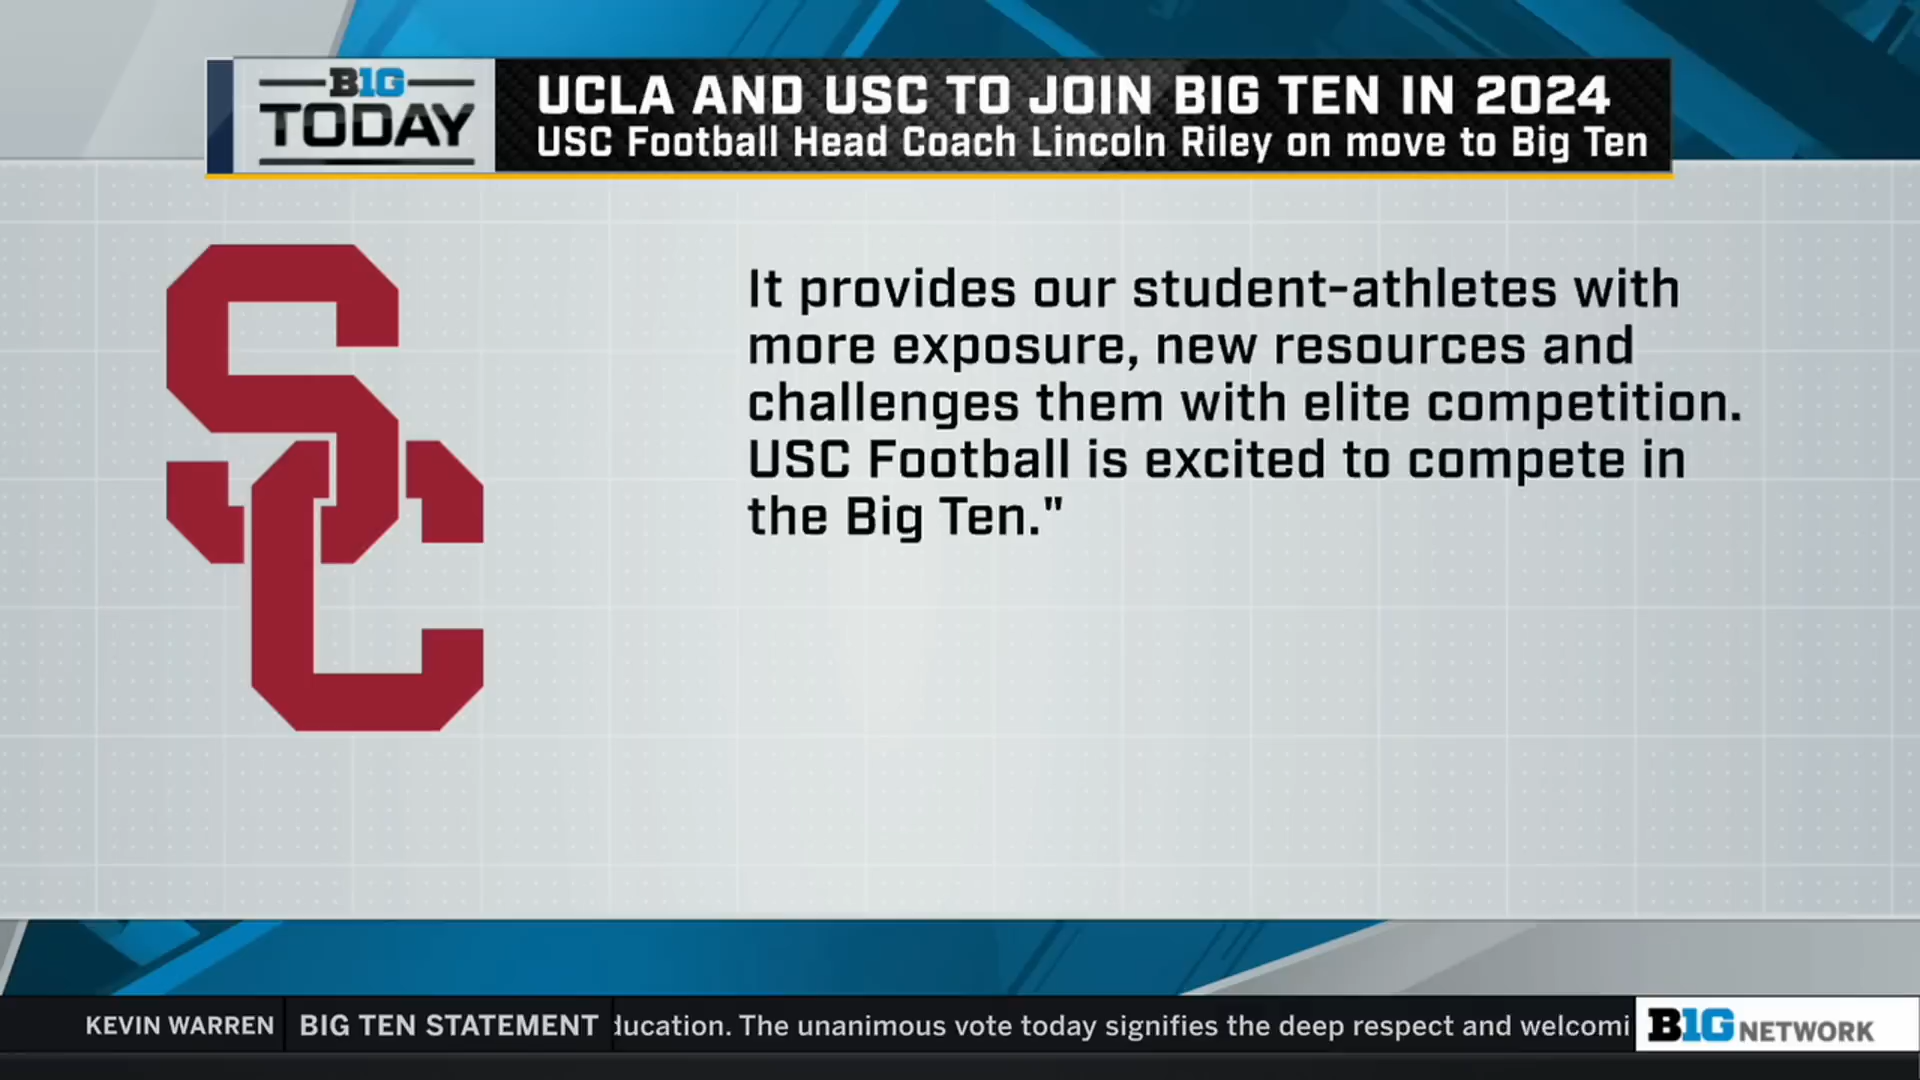 B1G
TODAY
UCLA AND USC TO JOIN BIG TEN IN 2024
USC Football Head Coach Lincoln Riley on move to Big Ten
SC
It provides our student-athletes with
more exposure, new resources and
challenges them with elite competition.
USC Football is excited to compete in
the Big Ten."
KEVIN WARREN
BIG TEN STATEMENT
The unanimous vote today signifies the deep respect and
B1G NETWORK